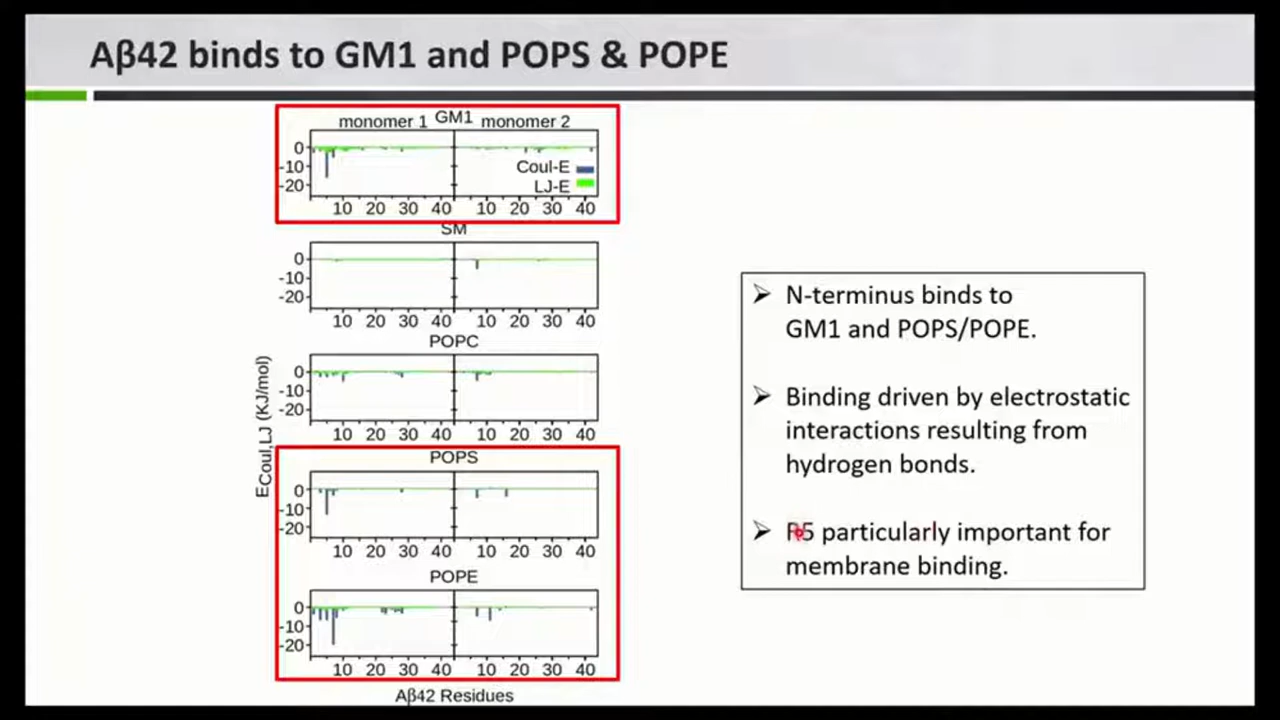 Aβ42 binds to GM1 and POPS & POPE
GM1
monomer 1 monomer 2
0
-10
-20
Coul-E
LJ-E
10 20 30 40 10 20 30 40
SM
0
-10
-20
10 20 30 40 10 20 30 40
POPC
0
-10
-20
10 20 30 40 10 20 30 40
ECoul,LJ (KJ/mol)
POPS
0
-10
-20
10 20 30 40 10 20 30 40
POPE
0
-10
-20
10 20 30 40 10 20 30 40
Aβ42 Residues
➢ N-terminus binds to
GM1 and POPS/POPE.
➢ Binding driven by electrostatic
interactions resulting from
hydrogen bonds.
➢ R5 particularly important for
membrane binding.